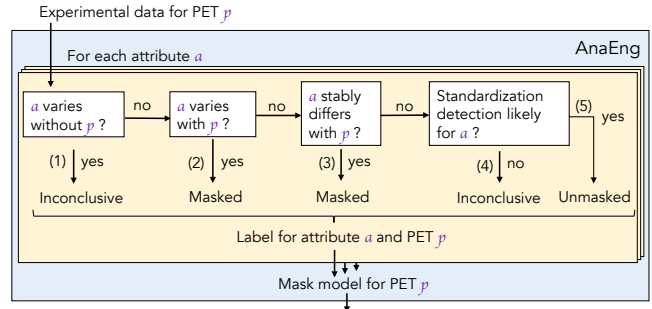 Experimental data for PET p
AnaEng
For each attribute a
a varies
without p ?
no
a varies
with p ?
no
a stably
differs
with p ?
no
Standardization
detection likely
for a ?
(5)
yes
(1) yes
(2) yes
(3) yes
(4) no
Inconclusive
Masked
Masked
Inconclusive
Unmasked
Label for attribute a and PET p
Mask model for PET p